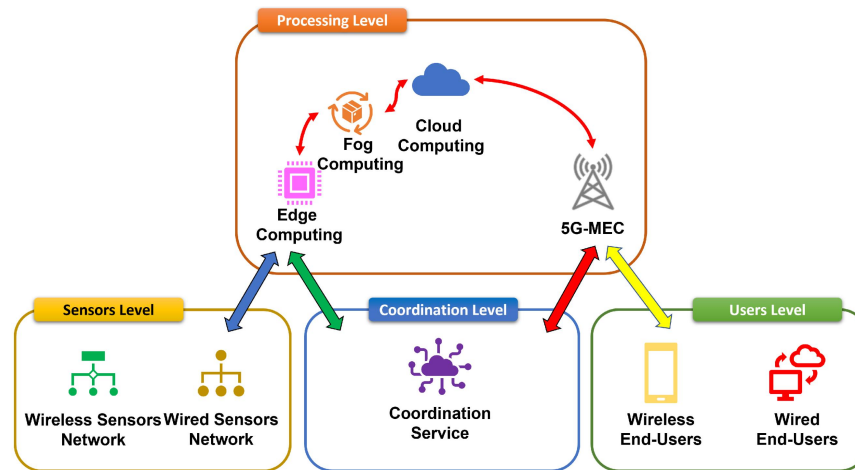 Processing Level
Cloud
Computing
Fog
Computing
Edge
Computing
5G-MEC
Sensors Level
Coordination Level
Users Level
Wireless Sensors
Network
Wired Sensors
Network
Coordination
Service
Wireless
End-Users
Wired
End-Users